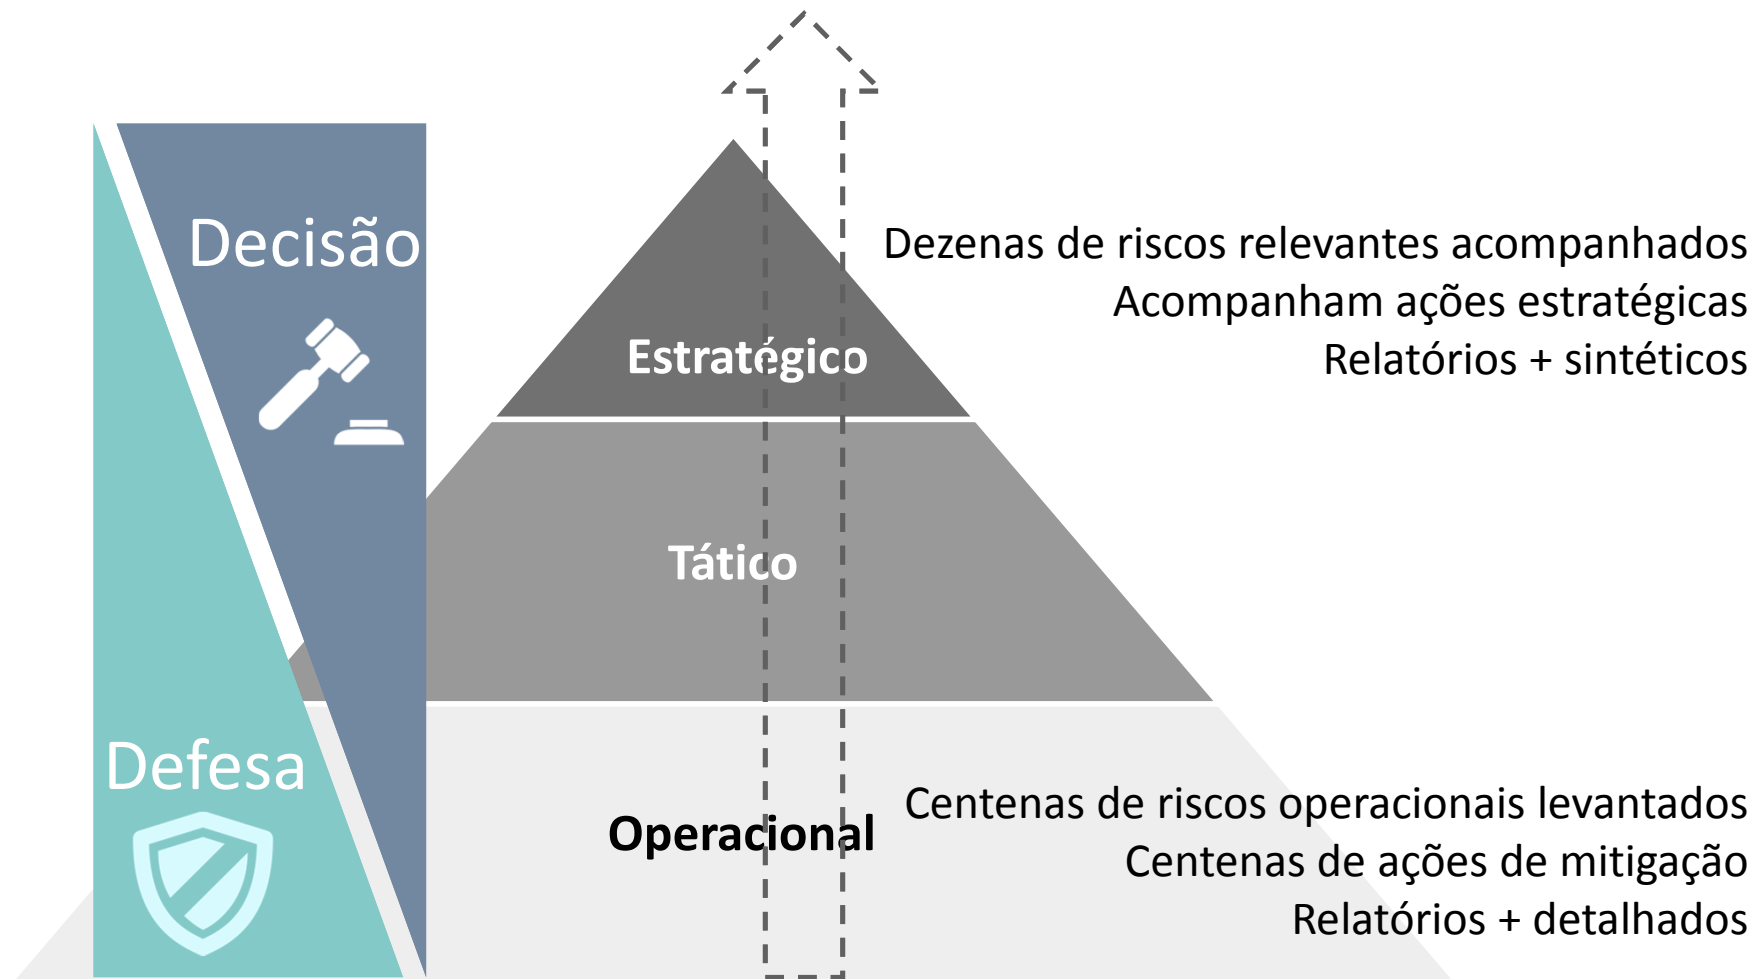 Decisão
Defesa
Estratégico
Tático
Operacional
Dezenas de riscos relevantes acompanhados
Acompanham ações estratégicas
Relatórios + sintéticos
Centenas de riscos operacionais levantados
Centenas de ações de mitigação
Relatórios + detalhados